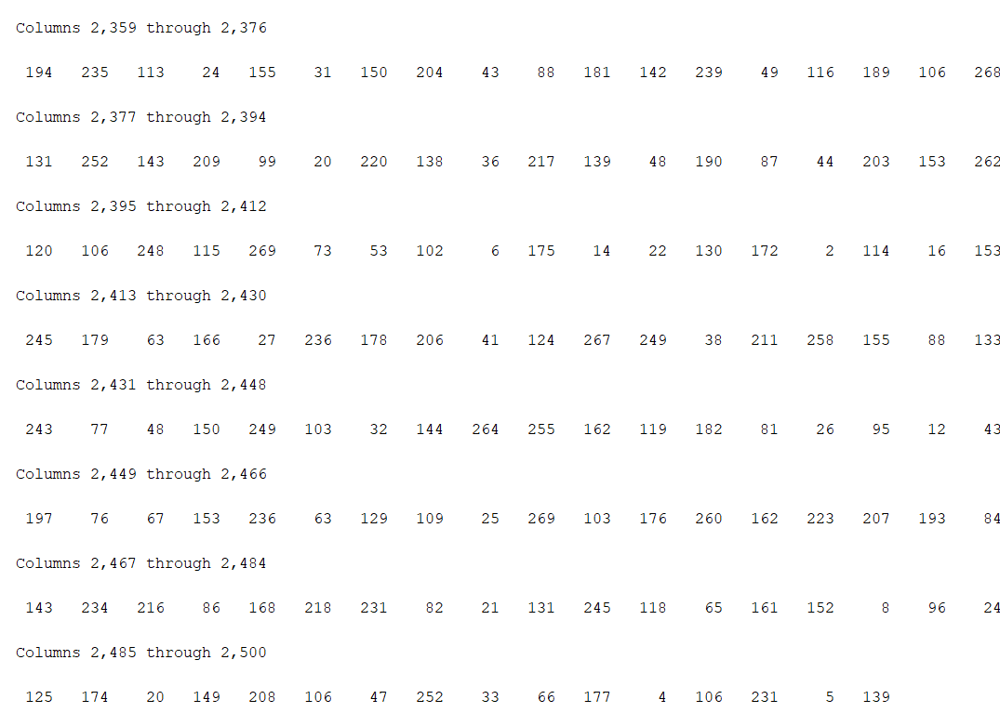 Columns 2,359 through 2,376
194 235 113 24 155 31 150 204 43 88 181 142 239 49 116 189 106 268
Columns 2,377 through 2,394
131 252 143 209 99 20 220 138 36 217 139 48 190 87 44 203 153 262
Columns 2,395 through 2,412
120 106 248 115 269 73 53 102 6 175 14 22 130 172 2 114 16 153
Columns 2,413 through 2,430
245 179 63 166 27 236 178 206 41 124 267 249 38 211 258 155 88 133
Columns 2,431 through 2,448
243 77 48 150 249 103 32 144 264 255 162 119 182 81 26 95 12 43
Columns 2,449 through 2,466
197 76 67 153 236 63 129 109 25 269 103 176 260 162 223 207 193 84
Columns 2,467 through 2,484
143 234 216 86 168 218 231 82 21 131 245 118 65 161 152 8 96 24
Columns 2,485 through 2,500
125 174 20 149 208 106 47 252 33 66 177 4 106 231 5 139